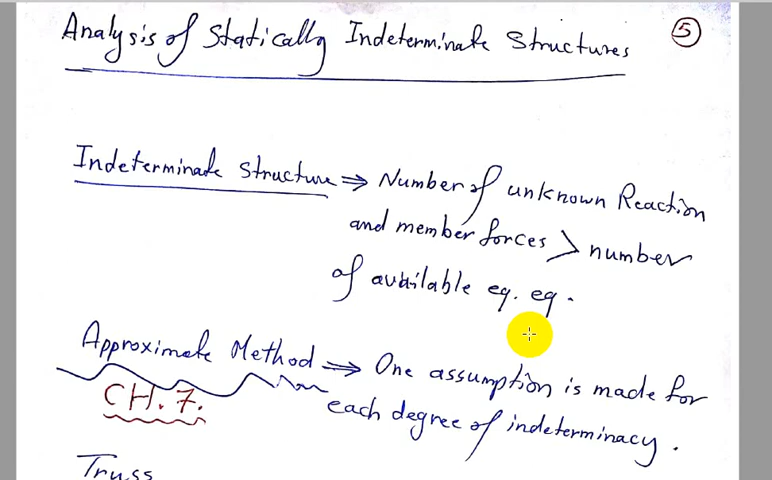 Analysis of Statically Indeterminate Structures 5
Indeterminate Structure ⇒ Number of unknown Reaction
and member forces > number
of available eq. eq.
Approximate Method ⇒ One assumption is made for
CH.7. each degree of indeterminacy.
Truss